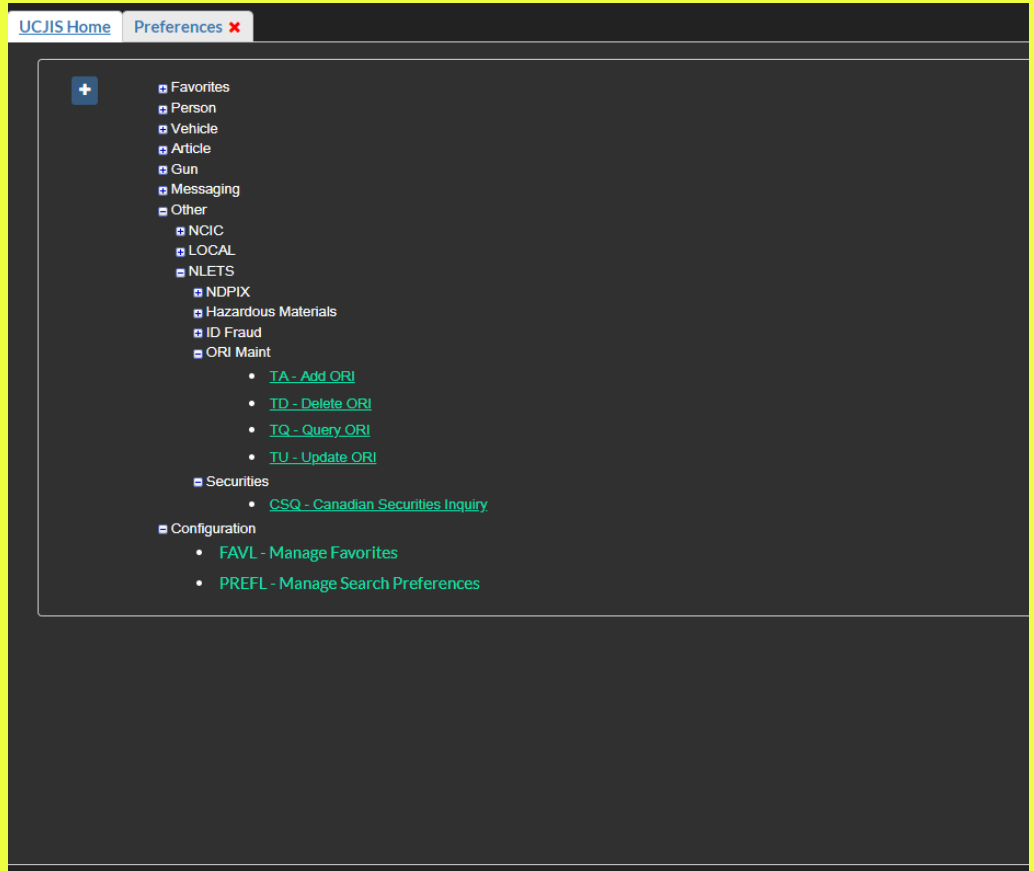 UCJIS Home Preferences
Favorites
Person
Vehicle
Article
Gun
Messaging
Other
NCIC
LOCAL
NLETS
NDPIX
Hazardous Materials
ID Fraud
ORI Maint
TA - Add ORI
TD - Delete ORI
TQ - Query ORI
TU - Update ORI
Securities
CSQ - Canadian Securities Inquiry
Configuration
FAVL - Manage Favorites
PREFL - Manage Search Preferences